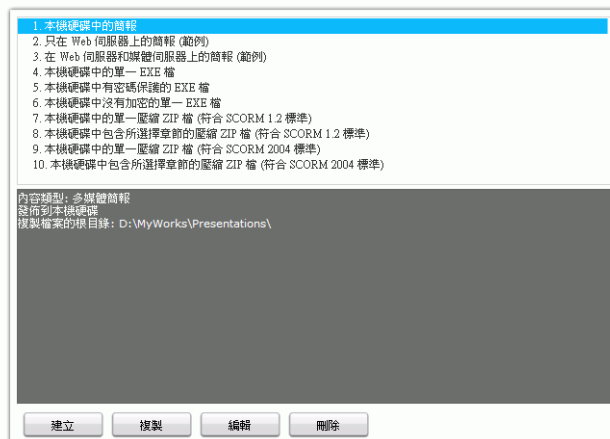 1. 本機硬碟中的簡報
2. 只在 Web 伺服器上的簡報 (範例)
3. 在 Web 伺服器和媒體伺服器上的簡報 (範例)
4. 本機硬碟中的單一 EXE 檔
5. 本機硬碟中有密碼保護的 EXE 檔
6. 本機硬碟中沒有加密的單一 EXE 檔
7. 本機硬碟中的單一壓縮 ZIP 檔 (符合 SCORM 1.2 標準)
8. 本機硬碟中包含所選擇章節的壓縮 ZIP 檔 (符合 SCORM 1.2 標準)
9. 本機硬碟中的單一壓縮 ZIP 檔 (符合 SCORM 2004 標準)
10. 本機硬碟中包含所選擇章節的壓縮 ZIP 檔 (符合 SCORM 2004 標準)
內容類型: 多媒體簡報
發佈到本機硬碟
複製檔案的根目錄: D:\MyWorks\Presentations\
建立 複製 編輯 刪除